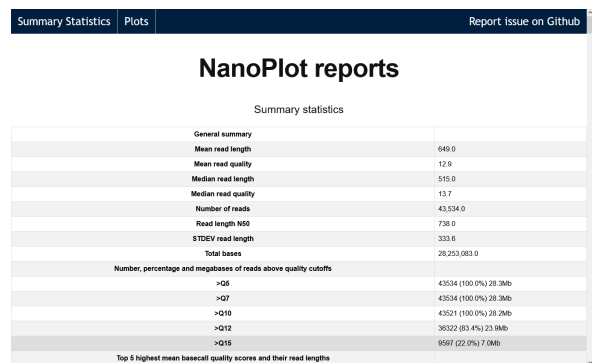 Summary Statistics Plots Report issue on Github
NanoPlot reports
Summary statistics
General summary
Mean read length 649.0
Mean read quality 12.9
Median read length 515.0
Median read quality 13.7
Number of reads 43,534.0
Read length N50 738.0
STDEV read length 333.6
Total bases 28,253,083.0
Number, percentage and megabases of reads above quality cutoffs
>Q5 43534 (100.0%) 28.3Mb
>Q7 43534 (100.0%) 28.3Mb
>Q10 43521 (100.0%) 28.2Mb
>Q12 36322 (83.4%) 23.9Mb
>Q15 9597 (22.0%) 7.0Mb
Top 5 highest mean basecall quality scores and their read lengths